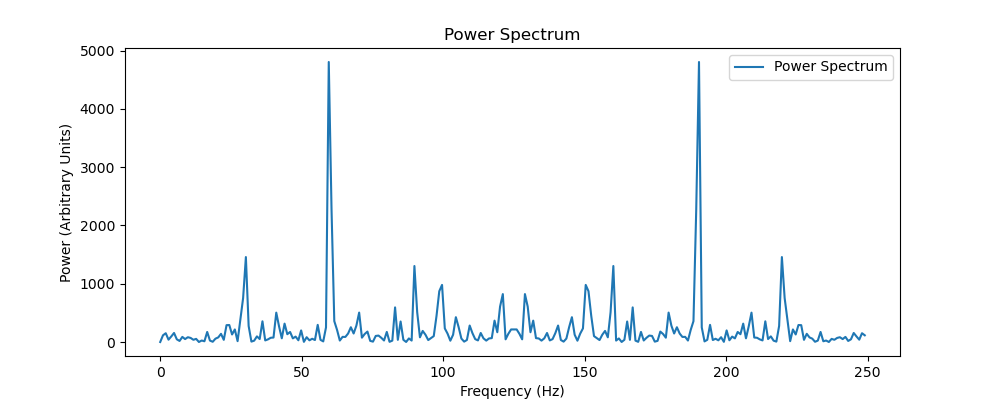 Power Spectrum
Power Spectrum
5000
4000
3000
2000
1000
0
Power (Arbitrary Units)
0 50 100 150 200 250
Frequency (Hz)